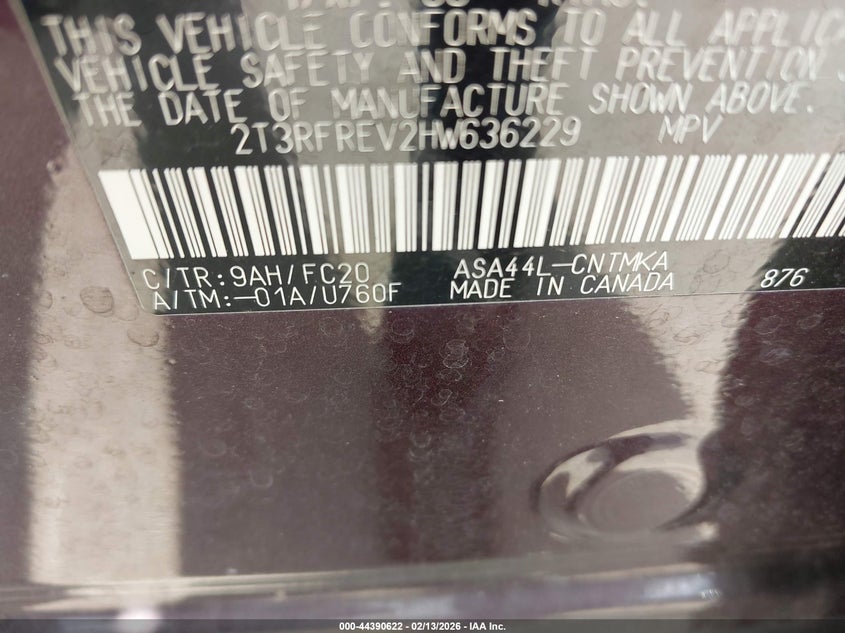 THIS VEHICLE CONFORMS TO ALL
VEHICLE SAFETY AND THEFT PREVENTION
THE DATE OF MANUFACTURE SHOWN ABOVE.
2T3RFREV2HW636229 MPV
C/TR:9AH/FC20 ASA44L-CNTMKA
A/TM:-01A/U760F MADE IN CANADA 876
000-44390622 - 02/13/2026 - IAA Inc.